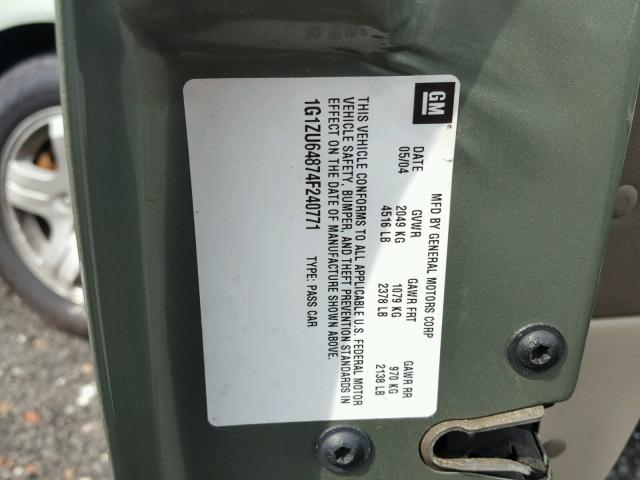 GM
MFD BY GENERAL MOTORS CORP
DATE GVWR GAWR FRT GAWR RR
05/04 2049 KG 1079 KG 970 KG
4516 LB 2378 LB 2138 LB
THIS VEHICLE CONFORMS TO ALL APPLICABLE U.S. FEDERAL MOTOR
VEHICLE SAFETY, BUMPER, AND THEFT PREVENTION STANDARDS IN
EFFECT ON THE DATE OF MANUFACTURE SHOWN ABOVE.
1G1ZU64874F240771 TYPE: PASS CAR